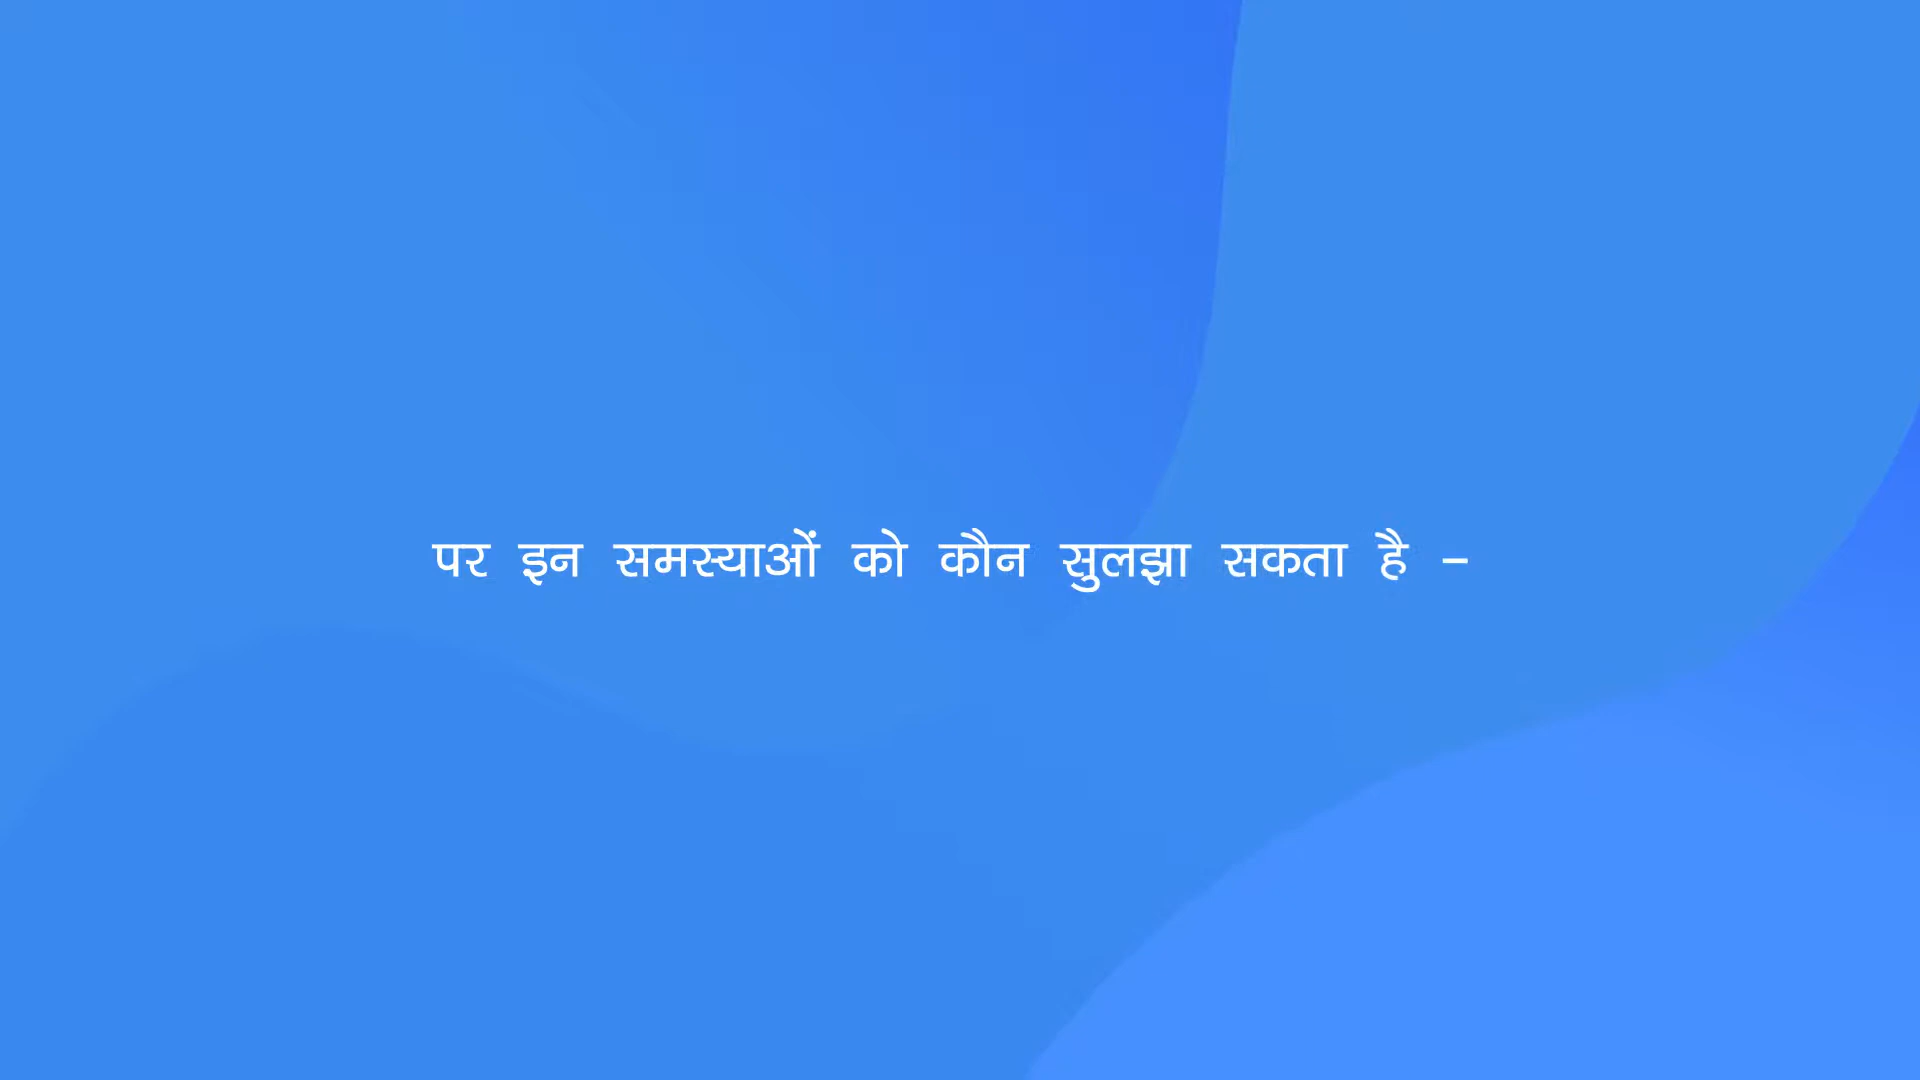 पर इन समस्याओं को कौन सुलझा सकता है –